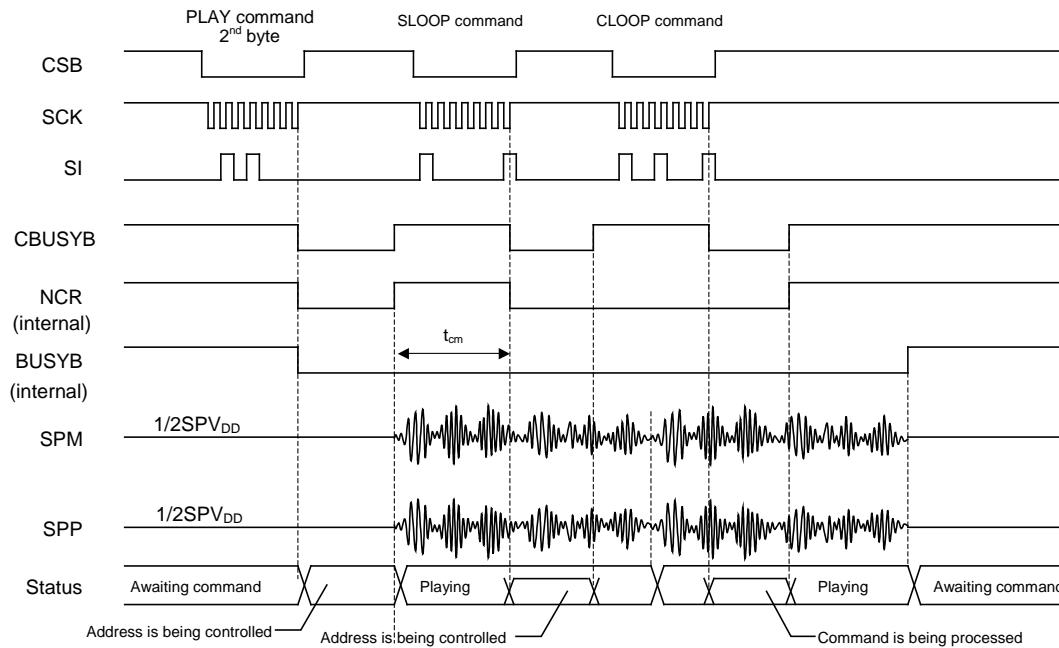 PLAY command
2nd byte
SLOOP command
CLOOP command
CSB
SCK
SI
CBUSYB
NCR
(internal)
tcm
BUSYB
(internal)
SPM
1/2SPVDD
SPP
1/2SPVDD
Status
Awaiting command
Playing
Playing
Awaiting command
Address is being controlled
Address is being controlled
Command is being processed